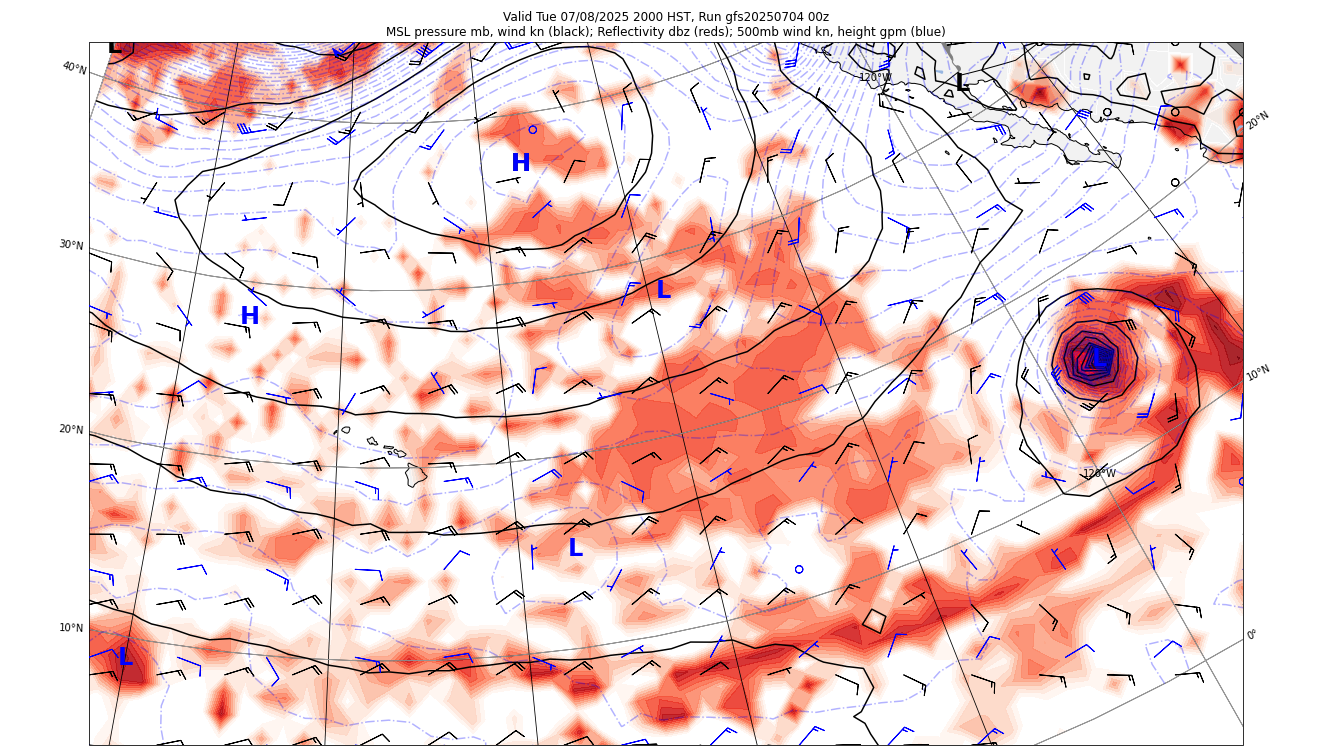 Valid Tue 07/08/2025 2000 HST, Run gfs20250704 00z
MSL pressure mb, wind kn (black); Reflectivity dbz (reds); 500mb wind kn, height gpm (blue)
L
40°N
120°W
L
20°N
H
30°N
L
H
L
10°N
20°N
120°W
L
10°N
0°
L